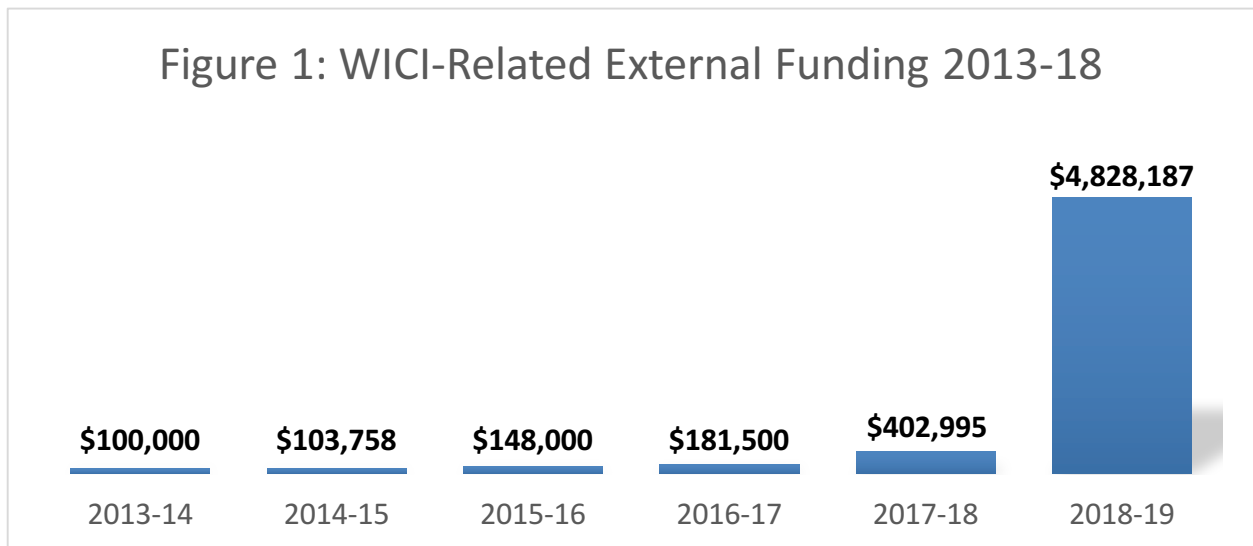 Figure 1: WICI-Related External Funding 2013-18
$4,828,187
$100,000 $103,758 $148,000 $181,500 $402,995
2013-14 2014-15 2015-16 2016-17 2017-18 2018-19